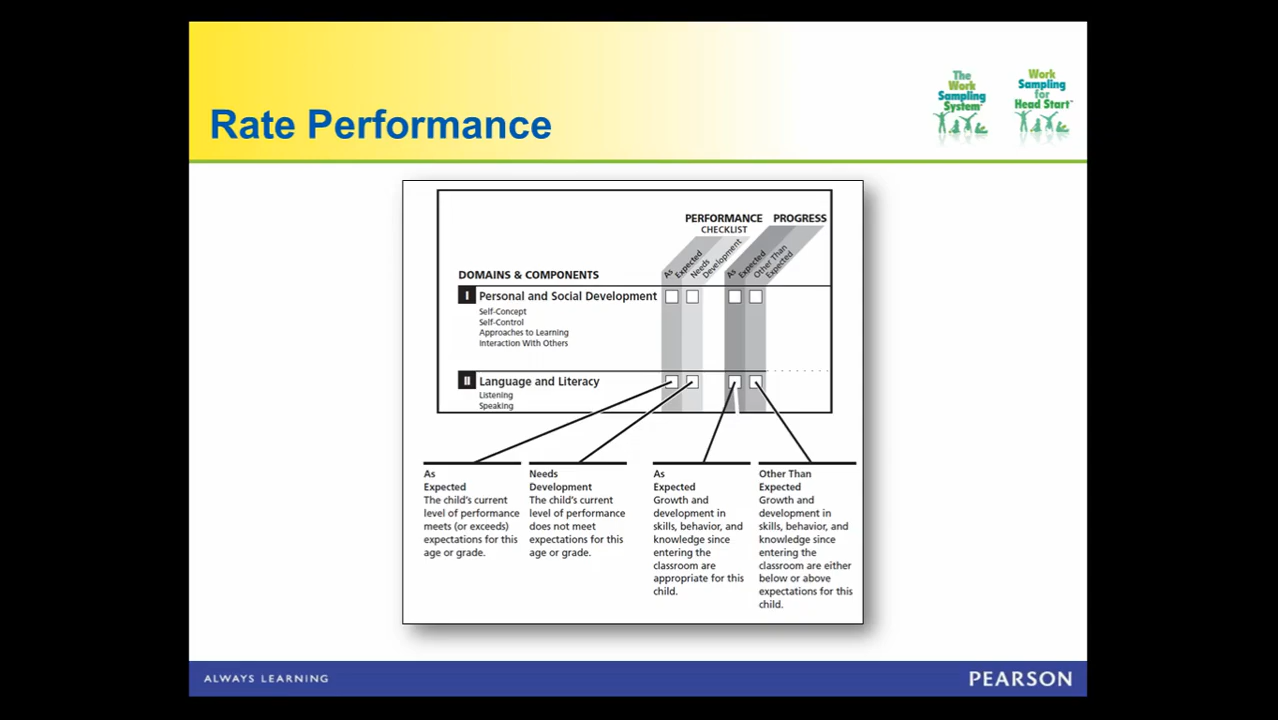 Rate Performance
The
Work
Sampling
System™
Work
Sampling
for
Head Start™
PERFORMANCE
CHECKLIST
PROGRESS
As
Expected
Needs
Development
As
Expected
Other Than
Expected
DOMAINS & COMPONENTS
I Personal and Social Development
Self-Concept
Self-Control
Approaches to Learning
Interaction With Others
II Language and Literacy
Listening
Speaking
As
Expected
The child's current
level of performance
meets (or exceeds)
expectations for this
age or grade.
Needs
Development
The child's current
level of performance
does not meet
expectations for this
age or grade.
As
Expected
Growth and
development in
skills, behavior, and
knowledge since
entering the
classroom are
appropriate for this
child.
Other Than
Expected
Growth and
development in
skills, behavior, and
knowledge since
entering the
classroom are either
below or above
expectations for this
child.
ALWAYS LEARNING
PEARSON